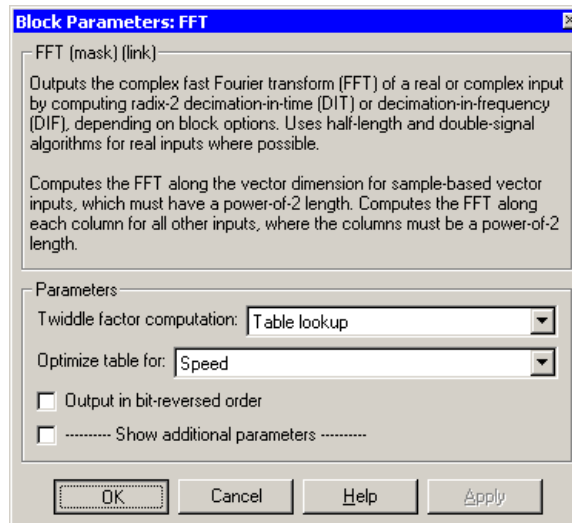 Block Parameters: FFT
FFT (mask) (link)
Outputs the complex fast Fourier transform (FFT) of a real or complex input
by computing radix-2 decimation-in-time (DIT) or decimation-in-frequency
(DIF), depending on block options. Uses half-length and double-signal
algorithms for real inputs where possible.
Computes the FFT along the vector dimension for sample-based vector
inputs, which must have a power-of-2 length. Computes the FFT along
each column for all other inputs, where the columns must be a power-of-2
length.
Parameters
Twiddle factor computation: Table lookup
Optimize table for: Speed
Output in bit-reversed order
---------- Show additional parameters ---------
OK Cancel Help Apply